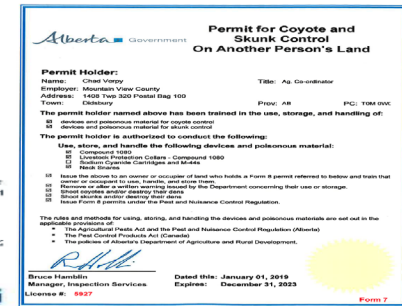 Alberta Government
Permit for Coyote and
Skunk Control
On Another Person's Land
Permit Holder:
Name: Chad Verpy Title: Ag. Co-ordinator
Employer: Mountain View County
Address: 1408 Twp 320 Postal Bag 100
Town: Didsbury Prov: AB PC: T0M 0W0
The permit holder named above has been trained in the use, storage, and handling of:
devices and poisonous material for coyote control
devices and poisonous material for skunk control
The permit holder is authorized to conduct the following:
Use, store, and handle the following devices and poisonous material:
Compound 1080
Livestock Protection Collars - Compound 1080
Sodium Cyanide Cartridges and M-44s
Neck Snares
Issue the above to an owner or occupier of land who holds a Form 8 permit referred to below and train that
owner or occupant to use, handle, and store them.
Remove or alter a written warning issued by the Department concerning their use or storage.
Shoot coyotes and/or destroy their dens
Shoot skunks and/or destroy their dens
Issue Form 8 permits under the Pest and Nuisance Control Regulation.
The rules and methods for using, storing, and handling the devices and poisonous materials are set out in the
applicable provisions of:
The Agricultural Pests Act and the Pest and Nuisance Control Regulation (Alberta)
The Pest Control Products Act (Canada)
The policies of Alberta's Department of Agriculture and Rural Development.
Bruce Hamblin Dated this: January 01, 2019
Manager, Inspection Services Expires: December 31, 2023
License #: 5927
Form 7